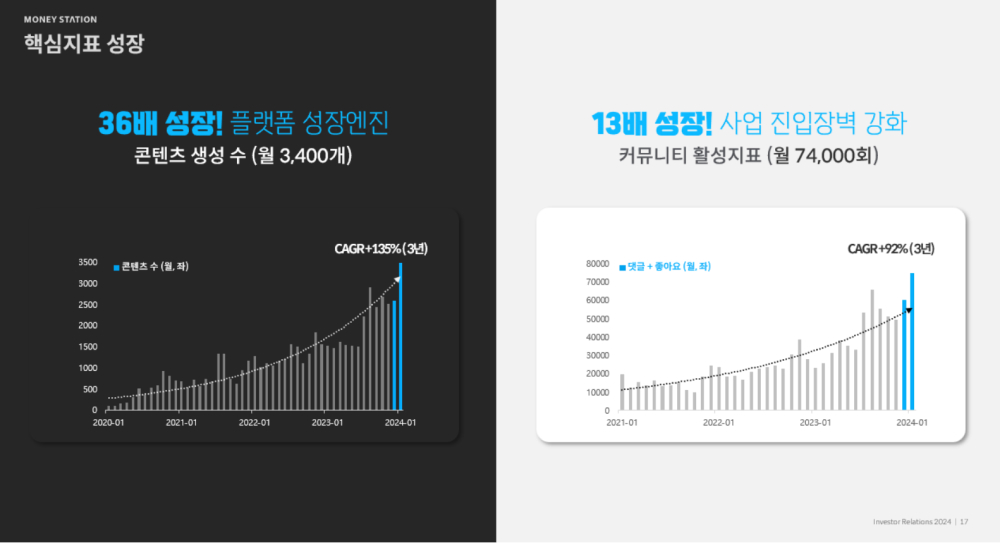 MONEY STATION
핵심지표 성장
36배 성장! 플랫폼 성장엔진
콘텐츠 생성 수 (월 3,400개)
CAGR +135% (3년)
콘텐츠 수 (월, 좌)
3500
3000
2500
2000
1500
1000
500
0
2020-01 2021-01 2022-01 2023-01 2024-01
13배 성장! 사업 진입장벽 강화
커뮤니티 활성지표 (월 74,000회)
CAGR +92% (3년)
댓글 + 좋아요 (월, 좌)
80000
70000
60000
50000
40000
30000
20000
10000
0
2021-01 2022-01 2023-01 2024-01
Investor Relations 2024 | 17